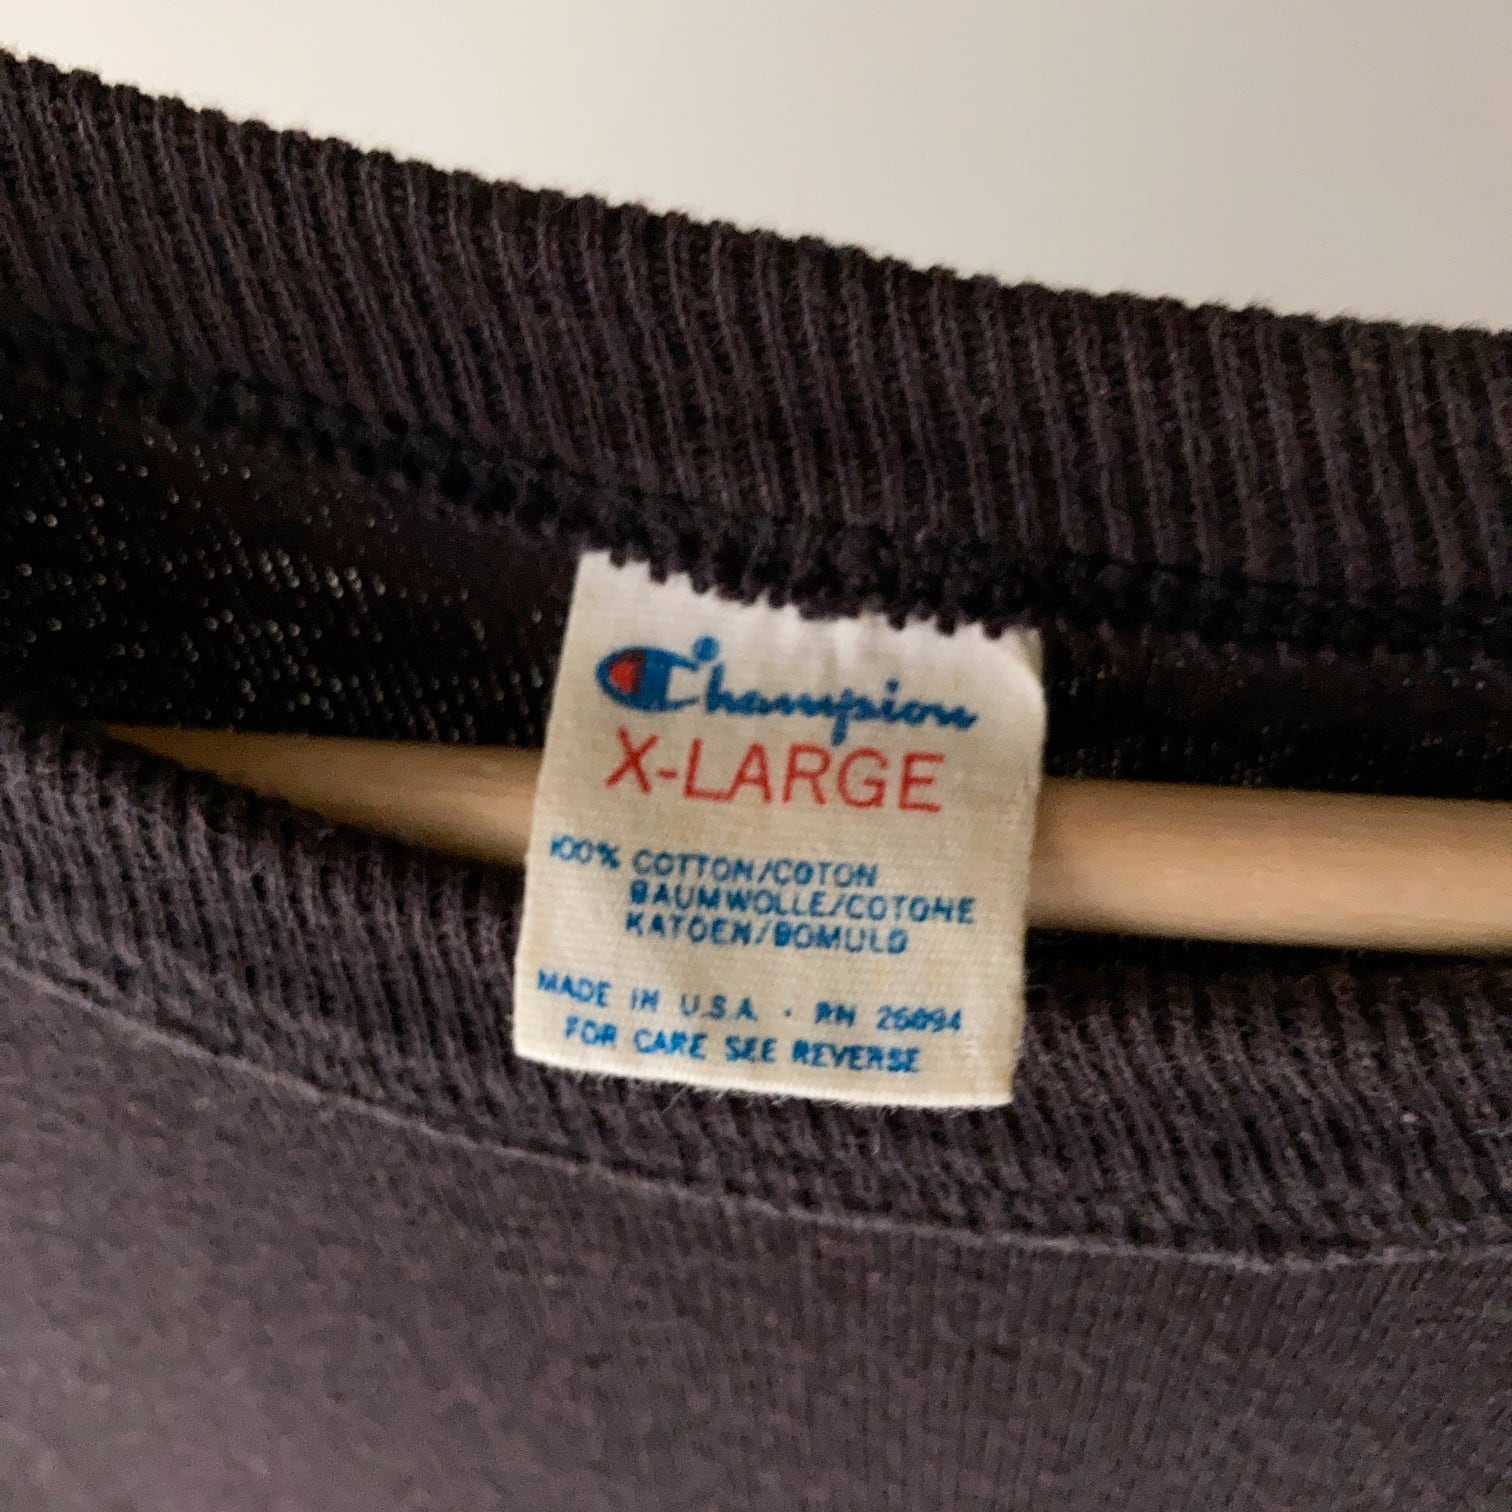 Champion
X-LARGE
100% COTTON/COTON
BAUMWOLLE/COTONE
KATOEN/BOMULD
MADE IN U.S.A. · RN 26094
FOR CARE SEE REVERSE